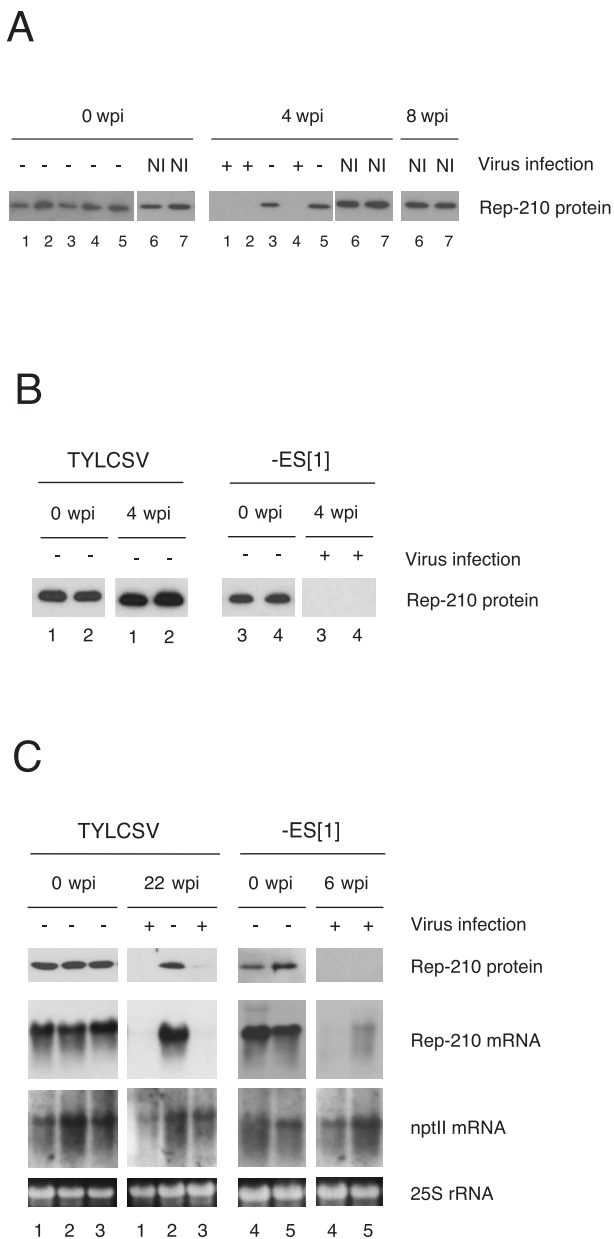 A
0 wpi 4 wpi 8 wpi
- - - - - NI NI + + - + - NI NI NI NI Virus infection
Rep-210 protein
1 2 3 4 5 6 7 1 2 3 4 5 6 7 6 7
B
TYLCSV -ES[1]
0 wpi 4 wpi 0 wpi 4 wpi
- - - - - - + + Virus infection
Rep-210 protein
1 2 1 2 3 4 3 4
C
TYLCSV -ES[1]
0 wpi 22 wpi 0 wpi 6 wpi
- - - + - + - - + + Virus infection
Rep-210 protein
Rep-210 mRNA
nptII mRNA
25S rRNA
1 2 3 1 2 3 4 5 4 5